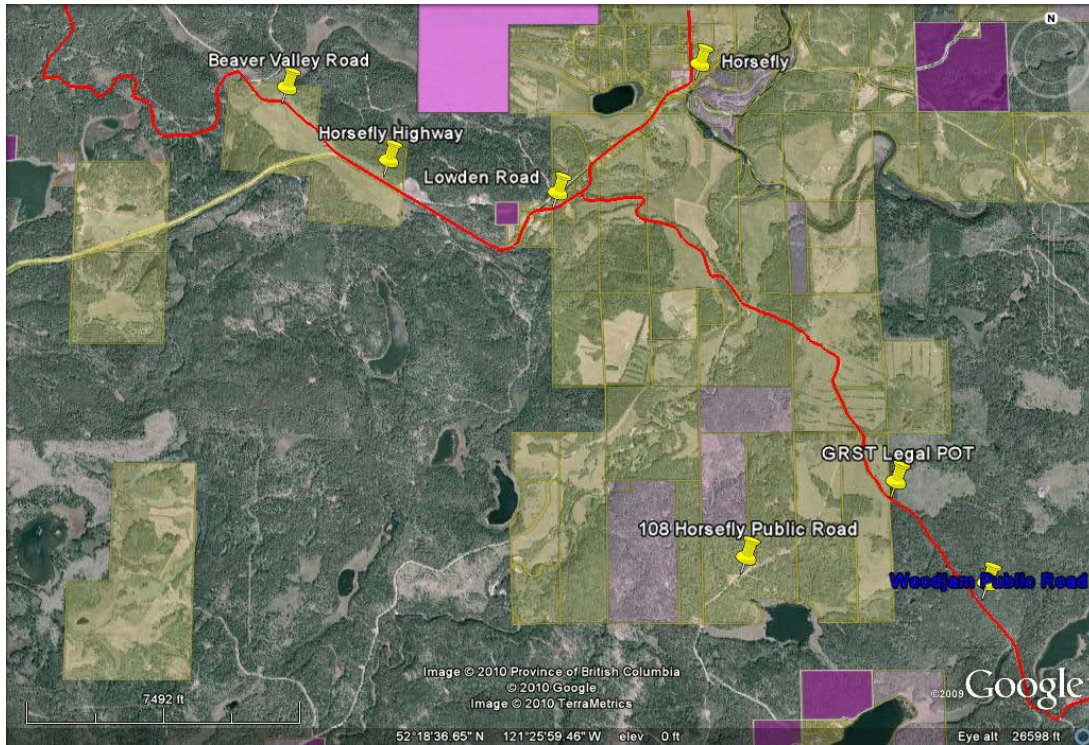 N
Beaver Valley Road
Horsefly
Horsefly Highway
Lowden Road
GRST Legal POT
108 Horsefly Public Road
Woodjam Public Road
Image © 2010 Province of British Columbia
© 2010 Google
Image © 2010 TerraMetrics
7492 ft
©2009 Google
52°18'36.65" N 121°25'59.46" W elev 0 ft Eye alt 26598 ft